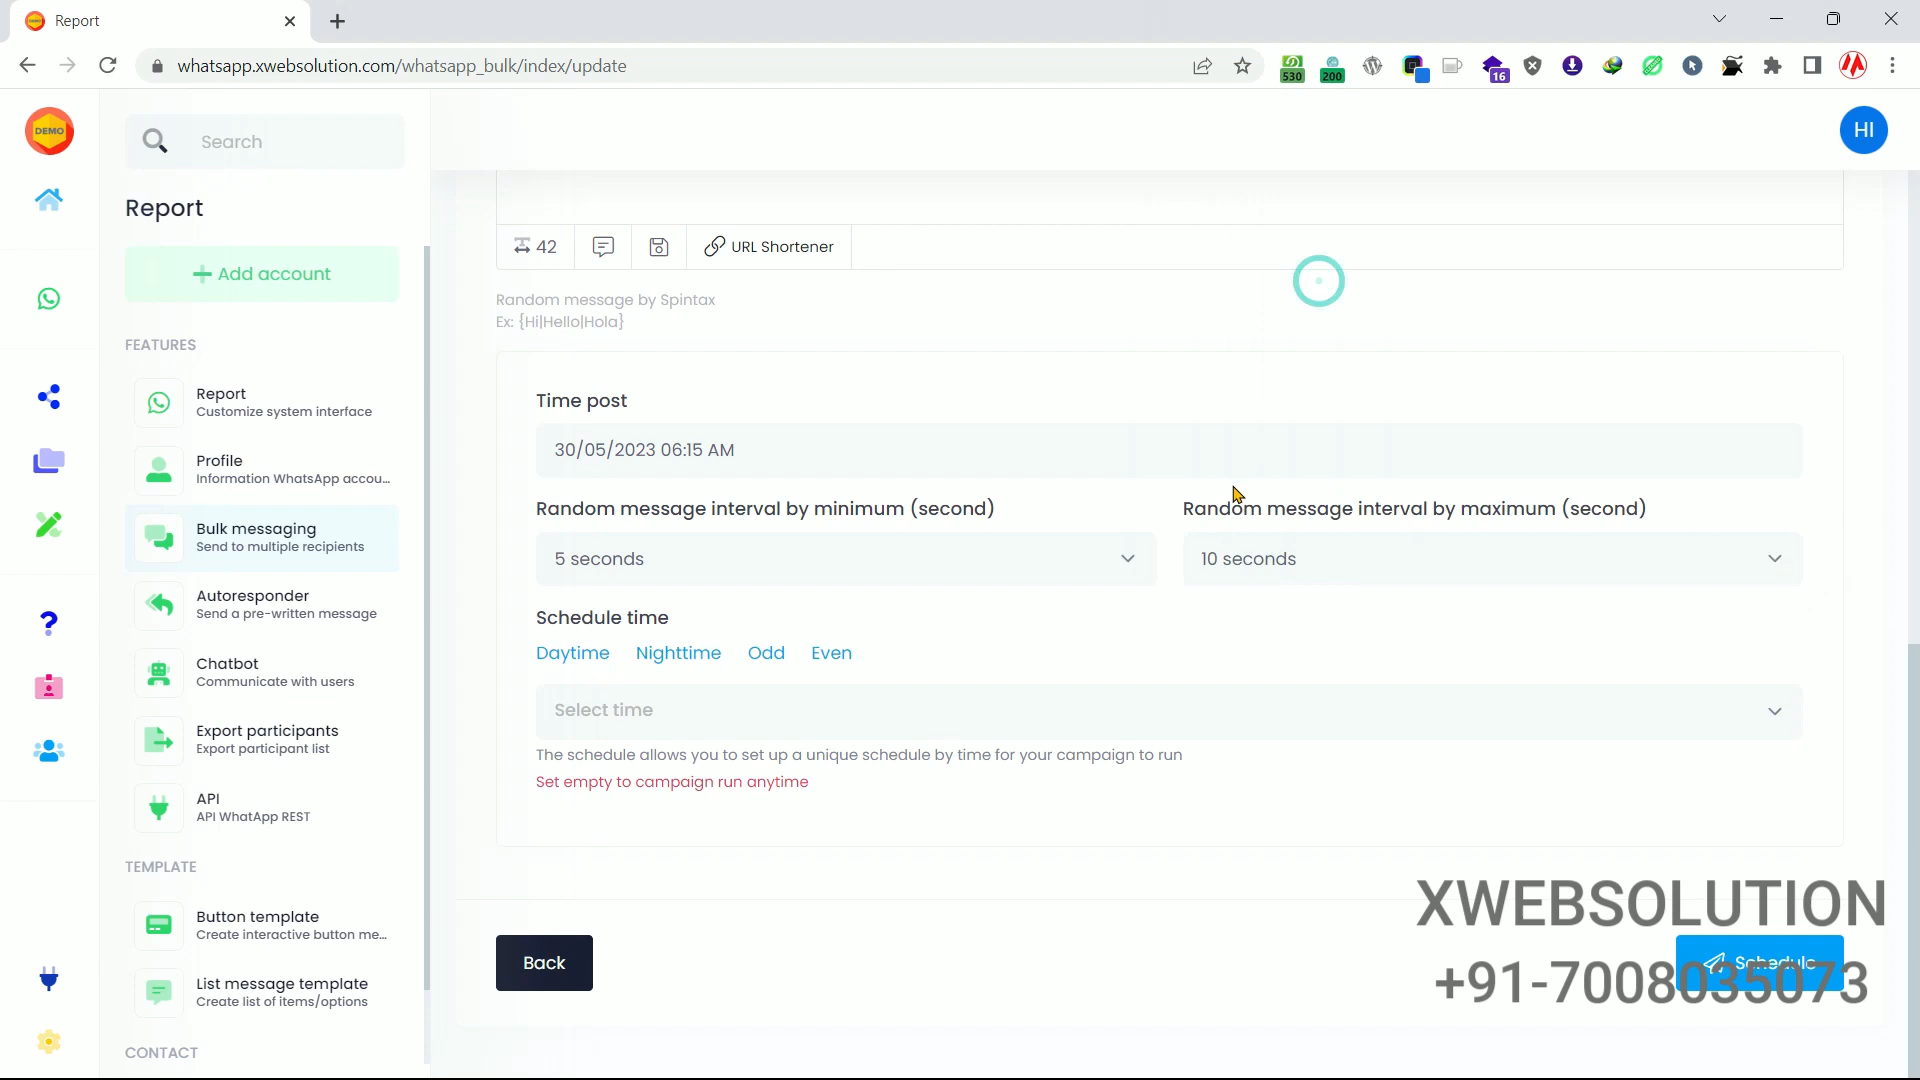 Report
whatsapp.xwebsolution.com/whatsapp_bulk/index/update
530
200
16
DEMO
Search
HI
Report
Add account
FEATURES
Report
Customize system interface
Profile
Information WhatsApp accou...
Bulk messaging
Send to multiple recipients
Autoresponder
Send a pre-written message
Chatbot
Communicate with users
Export participants
Export participant list
API
API WhatApp REST
TEMPLATE
Button template
Create interactive button me...
List message template
Create list of items/options
CONTACT
42
URL Shortener
Random message by Spintax
Ex: {Hi|Hello|Hola}
Time post
30/05/2023 06:15 AM
Random message interval by minimum (second)
Random message interval by maximum (second)
5 seconds
10 seconds
Schedule time
Daytime Nighttime Odd Even
Select time
The schedule allows you to set up a unique schedule by time for your campaign to run
Set empty to campaign run anytime
Back
Schedule
XWEBSOLUTION
+91-7008035073